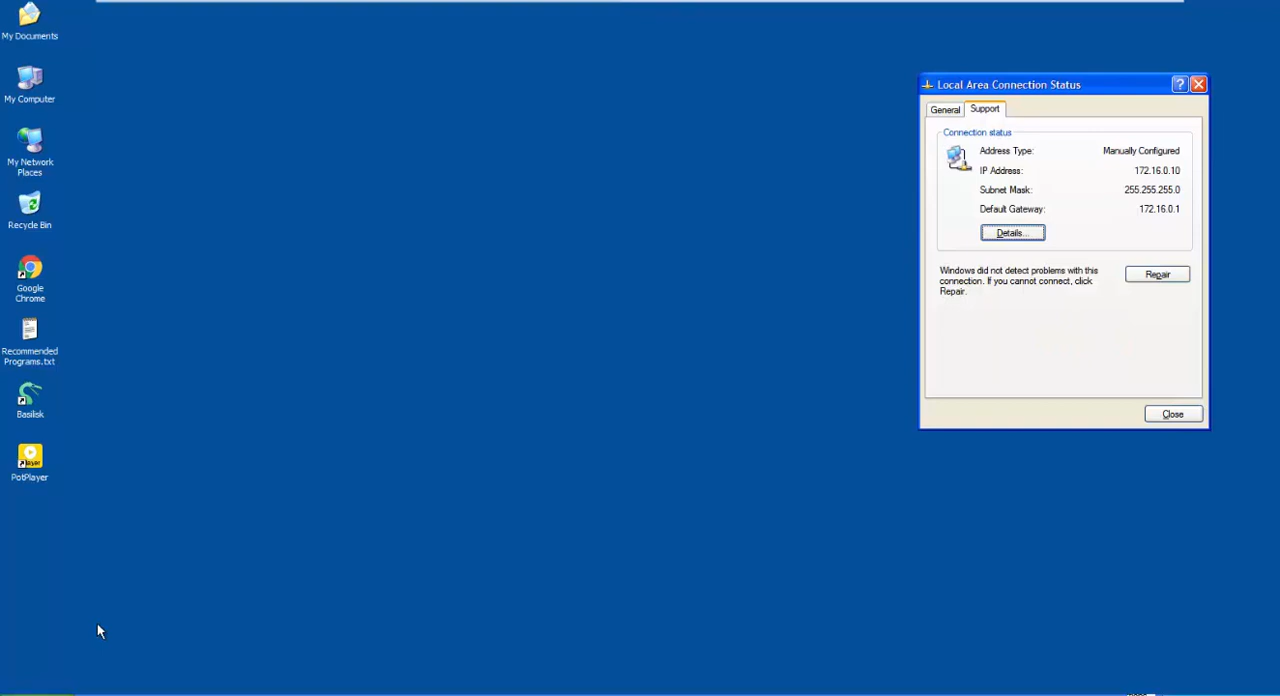 My Documents
My Computer
My Network
Places
Recycle Bin
Google
Chrome
Recommended
Programs.txt
Basilisk
PotPlayer
Local Area Connection Status
General
Support
Connection status
Address Type:
Manually Configured
IP Address:
172.16.0.10
Subnet Mask:
255.255.255.0
Default Gateway:
172.16.0.1
Details...
Windows did not detect problems with this
connection. If you cannot connect, click
Repair.
Repair
Close